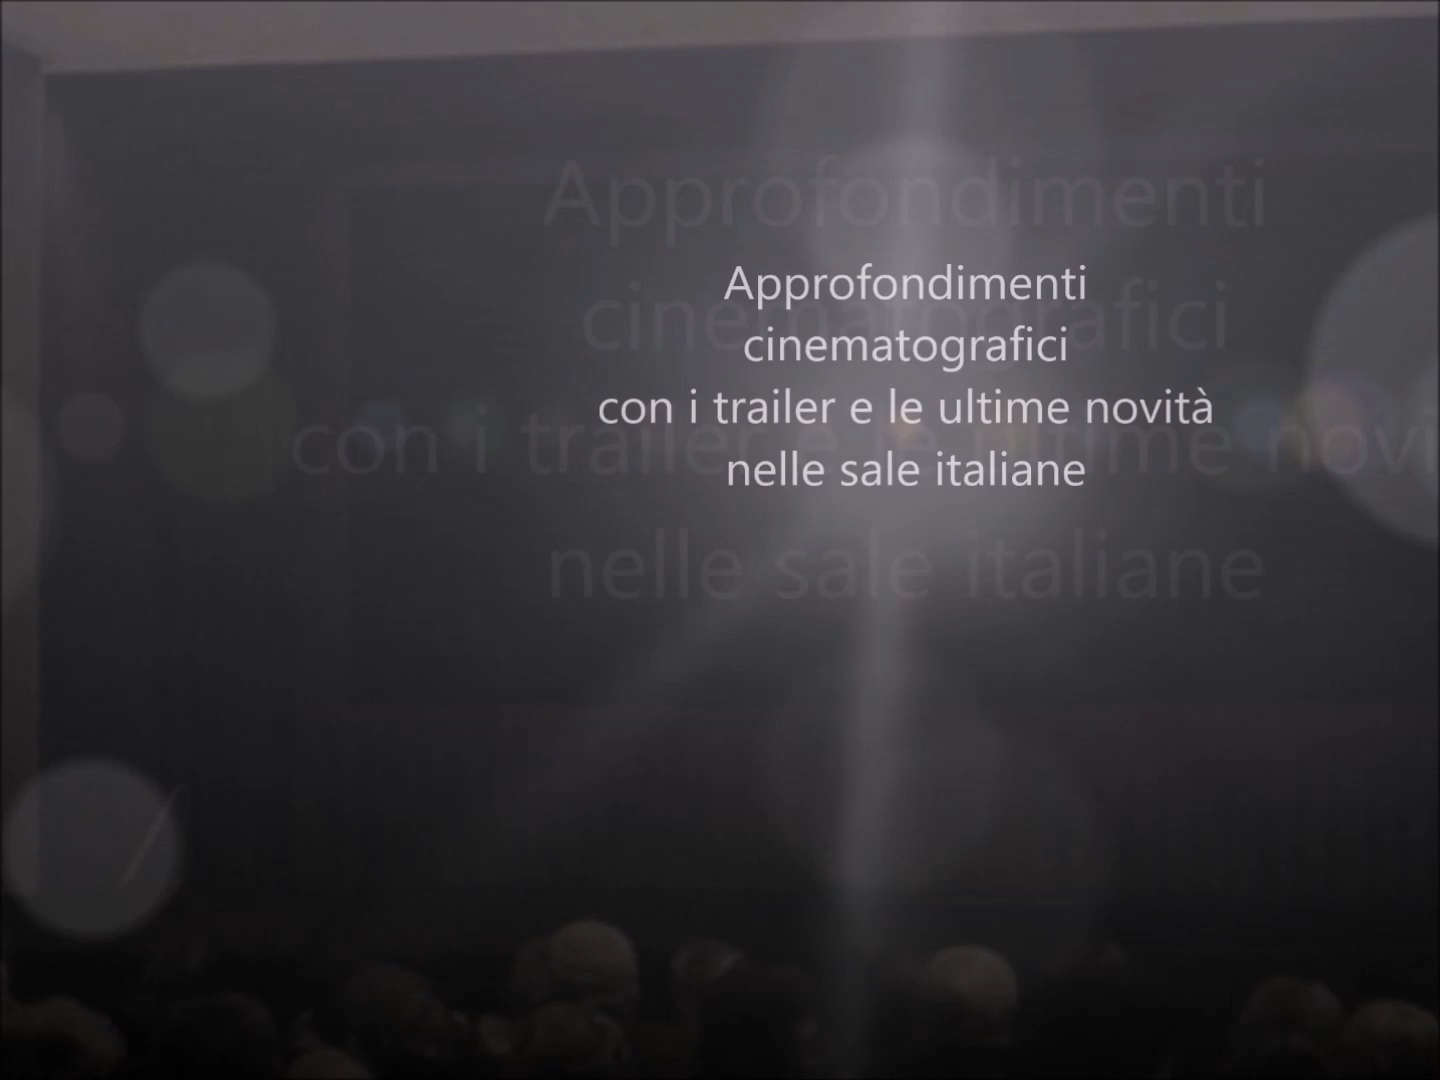 Approfondimenti
cinematografici
con i trailer e le ultime novità
nelle sale italiane